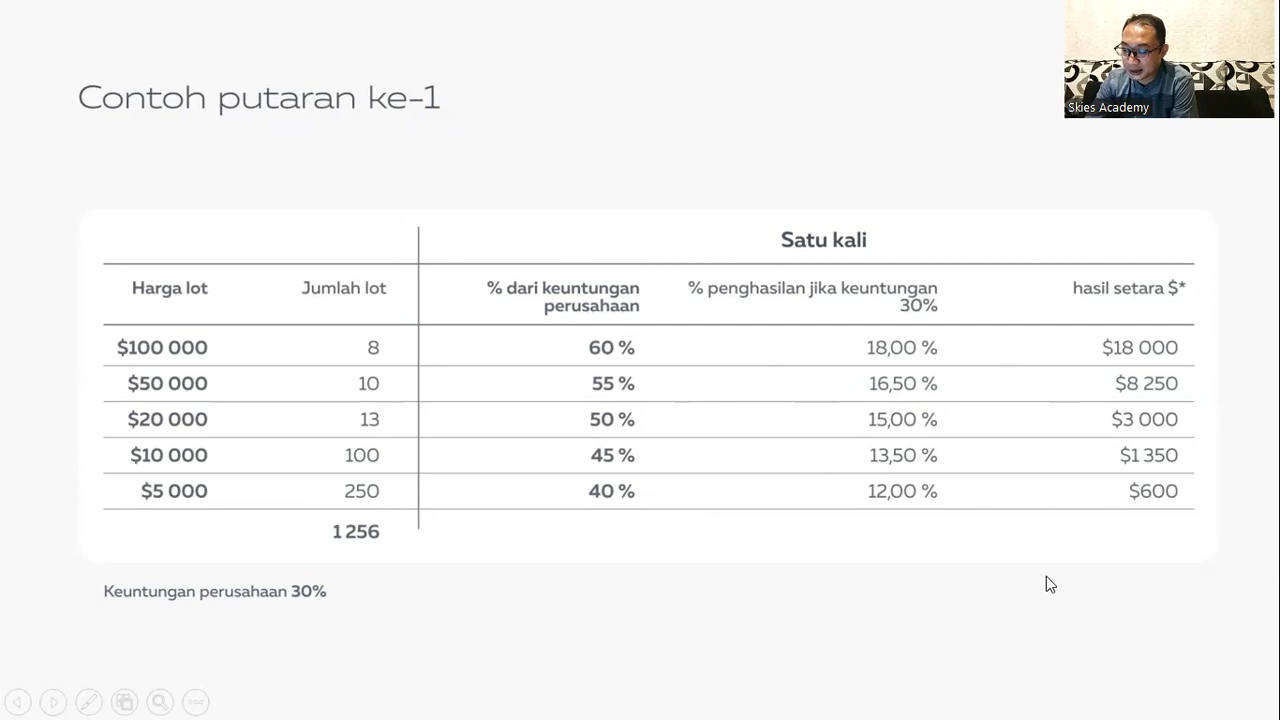 Skies Academy
Contoh putaran ke-1
Satu kali
Harga lot Jumlah lot % dari keuntungan perusahaan % penghasilan jika keuntungan 30% hasil setara $*
$100 000 8 60 % 18,00 % $18 000
$50 000 10 55 % 16,50 % $8 250
$20 000 13 50 % 15,00 % $3 000
$10 000 100 45 % 13,50 % $1 350
$5 000 250 40 % 12,00 % $600
1 256
Keuntungan perusahaan 30%